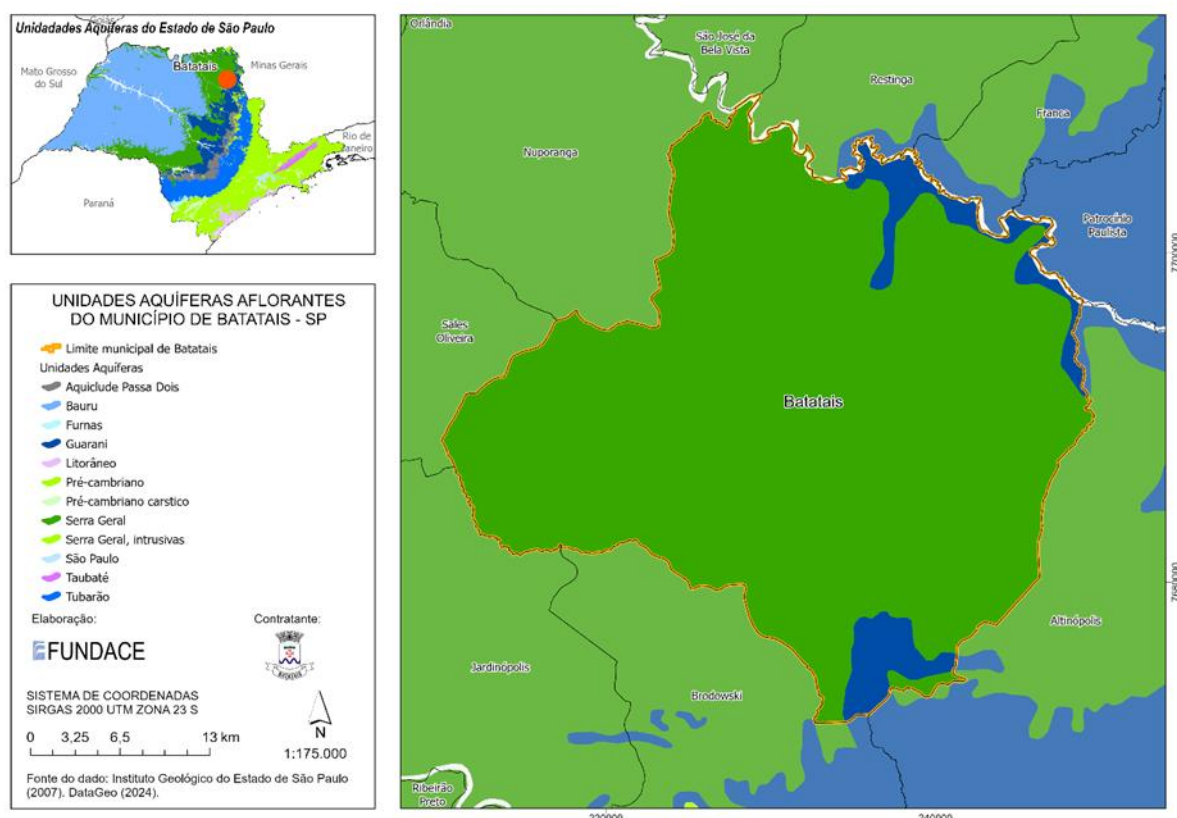 Unidadades Aquíferas do Estado de São Paulo
Batatais
Minas Gerais
Mato Grosso
do Sul
Rio de
Janeiro
Paraná
UNIDADES AQUÍFERAS AFLORANTES
DO MUNICÍPIO DE BATATAIS - SP
Limite municipal de Batatais
Unidades Aquíferas
Aquiclude Passa Dois
Bauru
Furnas
Guarani
Litorâneo
Pré-cambriano
Pré-cambriano carstico
Serra Geral
Serra Geral, intrusivas
São Paulo
Taubaté
Tubarão
Elaboração:
Contratante:
FUNDACE
BATATAIS
SISTEMA DE COORDENADAS
SIRGAS 2000 UTM ZONA 23 S
0 3,25 6,5 13 km
N
1:175.000
Fonte do dado: Instituto Geológico do Estado de São Paulo
(2007). DataGeo (2024).
Orlândia
São José da
Bela Vista
Restinga
Franca
Nuporanga
Patrocínio
Paulista
7700000
Sales
Oliveira
Batatais
7680000
Altinópolis
Jardinópolis
Brodowski
Ribeirão
Preto